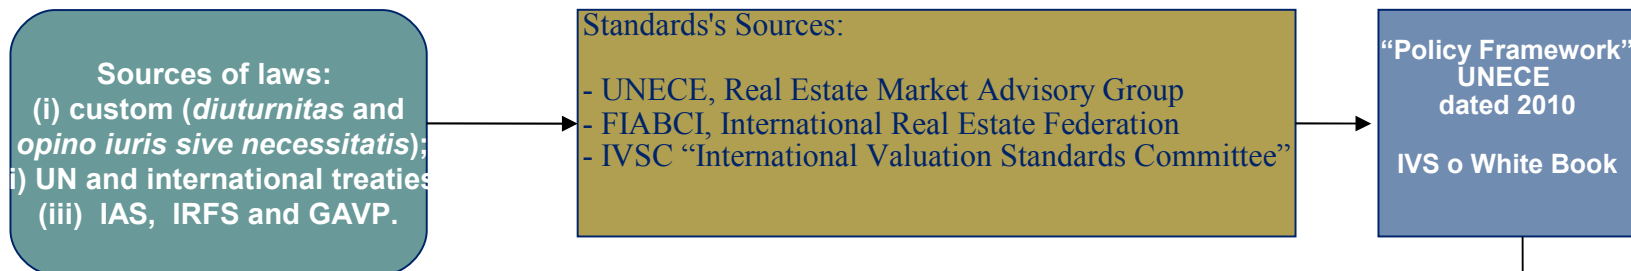 Sources of laws:
(i) custom (diuturnitas and
opino iuris sive necessitatis);
i) UN and international treaties
(iii) IAS, IRFS and GAVP.
Standards's Sources:
- UNECE, Real Estate Market Advisory Group
- FIABCI, International Real Estate Federation
- IVSC “International Valuation Standards Committee”
“Policy Framework”
UNECE
dated 2010
IVS o White Book